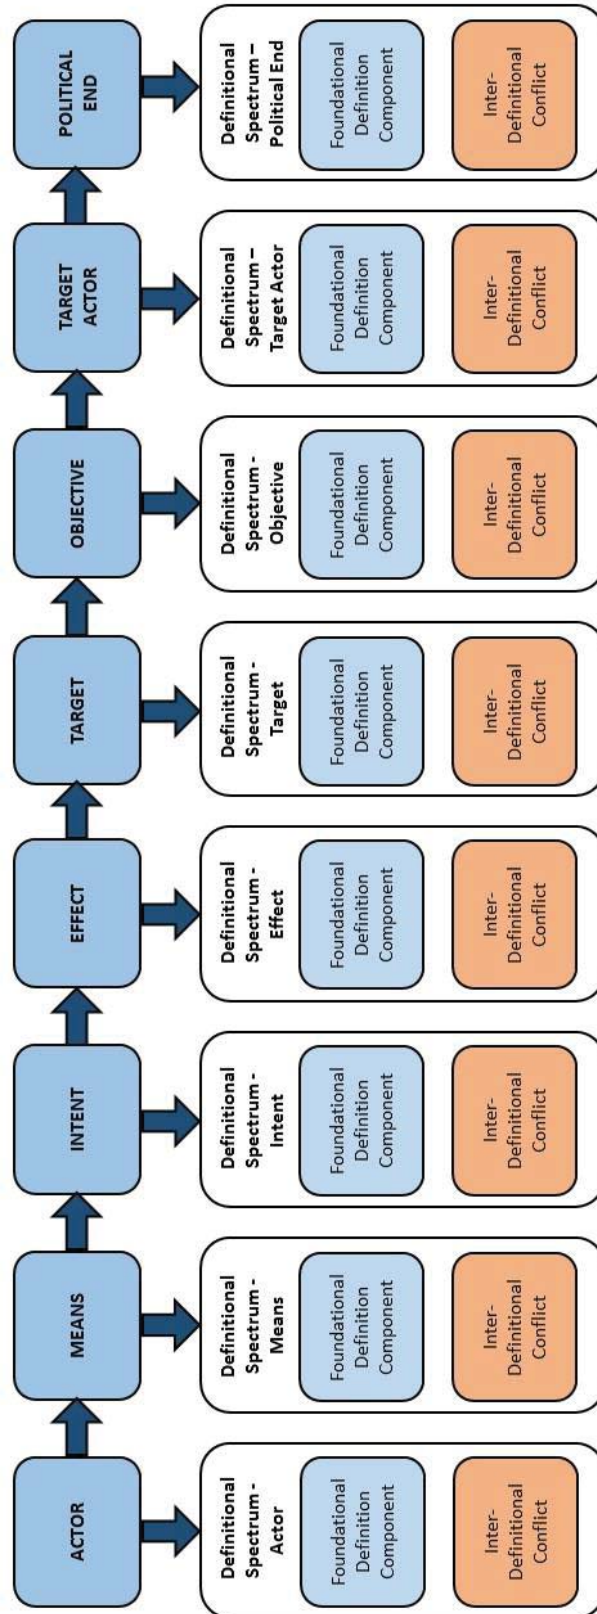 ACTOR
MEANS
INTENT
EFFECT
TARGET
OBJECTIVE
TARGET
ACTOR
POLITICAL
END
Definitional
Spectrum -
Actor
Foundational
Definition
Component
Inter-
Definitional
Conflict
Definitional
Spectrum -
Means
Foundational
Definition
Component
Inter-
Definitional
Conflict
Definitional
Spectrum -
Intent
Foundational
Definition
Component
Inter-
Definitional
Conflict
Definitional
Spectrum -
Effect
Foundational
Definition
Component
Inter-
Definitional
Conflict
Definitional
Spectrum -
Target
Foundational
Definition
Component
Inter-
Definitional
Conflict
Definitional
Spectrum -
Objective
Foundational
Definition
Component
Inter-
Definitional
Conflict
Definitional
Spectrum –
Target Actor
Foundational
Definition
Component
Inter-
Definitional
Conflict
Definitional
Spectrum –
Political End
Foundational
Definition
Component
Inter-
Definitional
Conflict